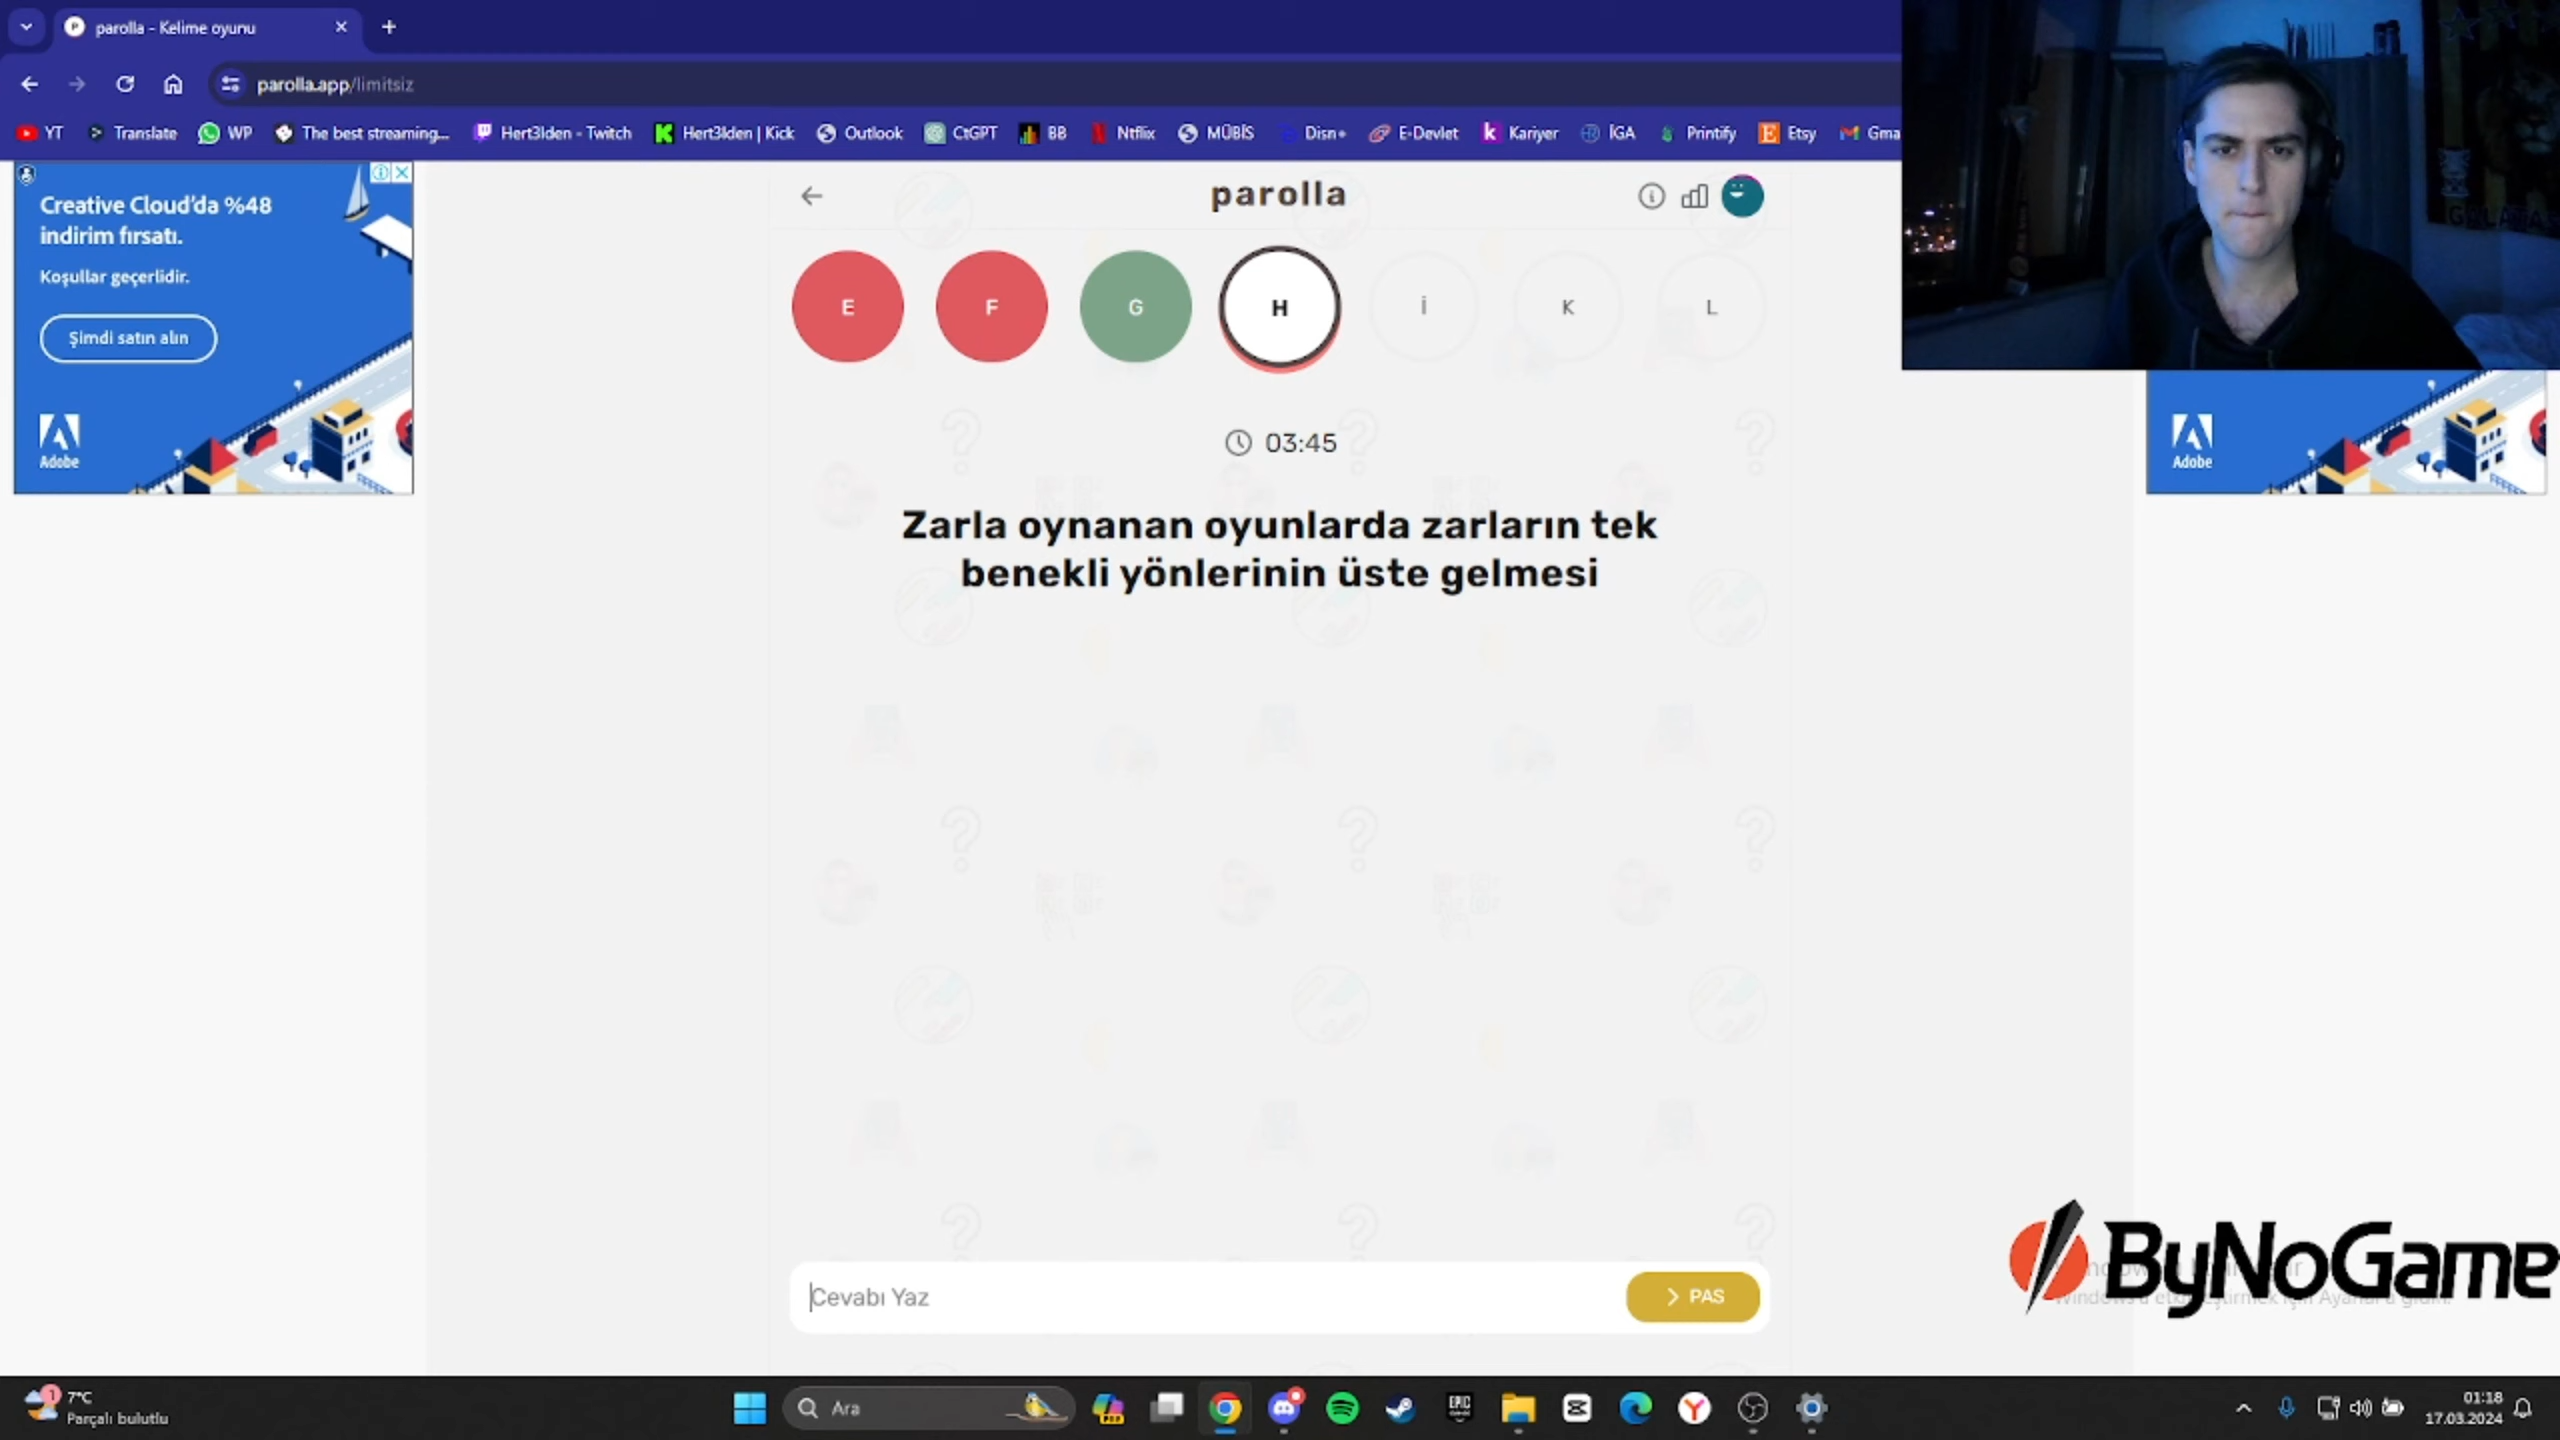 parolla - Kelime oyunu
parolla.app/limitsiz
YT
Translate
WP
The best streaming...
Hert3lden - Twitch
Hert3lden | Kick
Outlook
CtGPT
BB
Ntflix
MÜBİS
Disn+
E-Devlet
Kariyer
İGA
Printify
Etsy
Gma
Creative Cloud'da %48
indirim fırsatı.
Koşullar geçerlidir.
Şimdi satın alın
Adobe
parolla
E
F
G
H
İ
K
L
03:45
Zarla oynanan oyunlarda zarların tek
benekli yönlerinin üste gelmesi
Adobe
GALATA
Cevabı Yaz
PAS
ByNoGame
7°C
Parçalı bulutlu
Ara
EPIC
01:18
17.03.2024